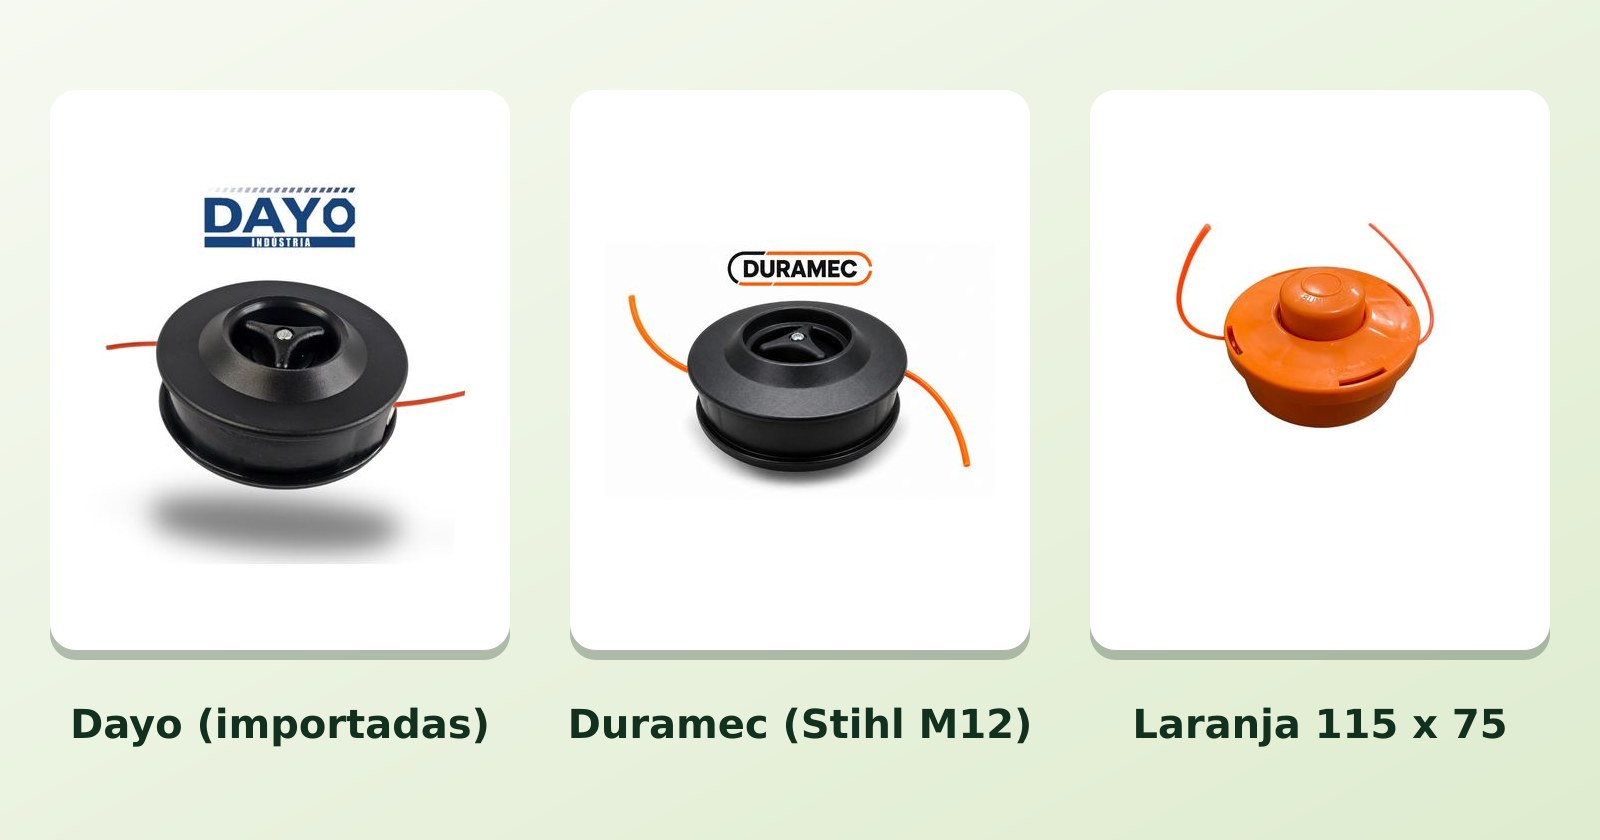 DAYO
INDÚSTRIA
DURAMEC
Dayo (importadas)
Duramec (Stihl M12)
Laranja 115 x 75